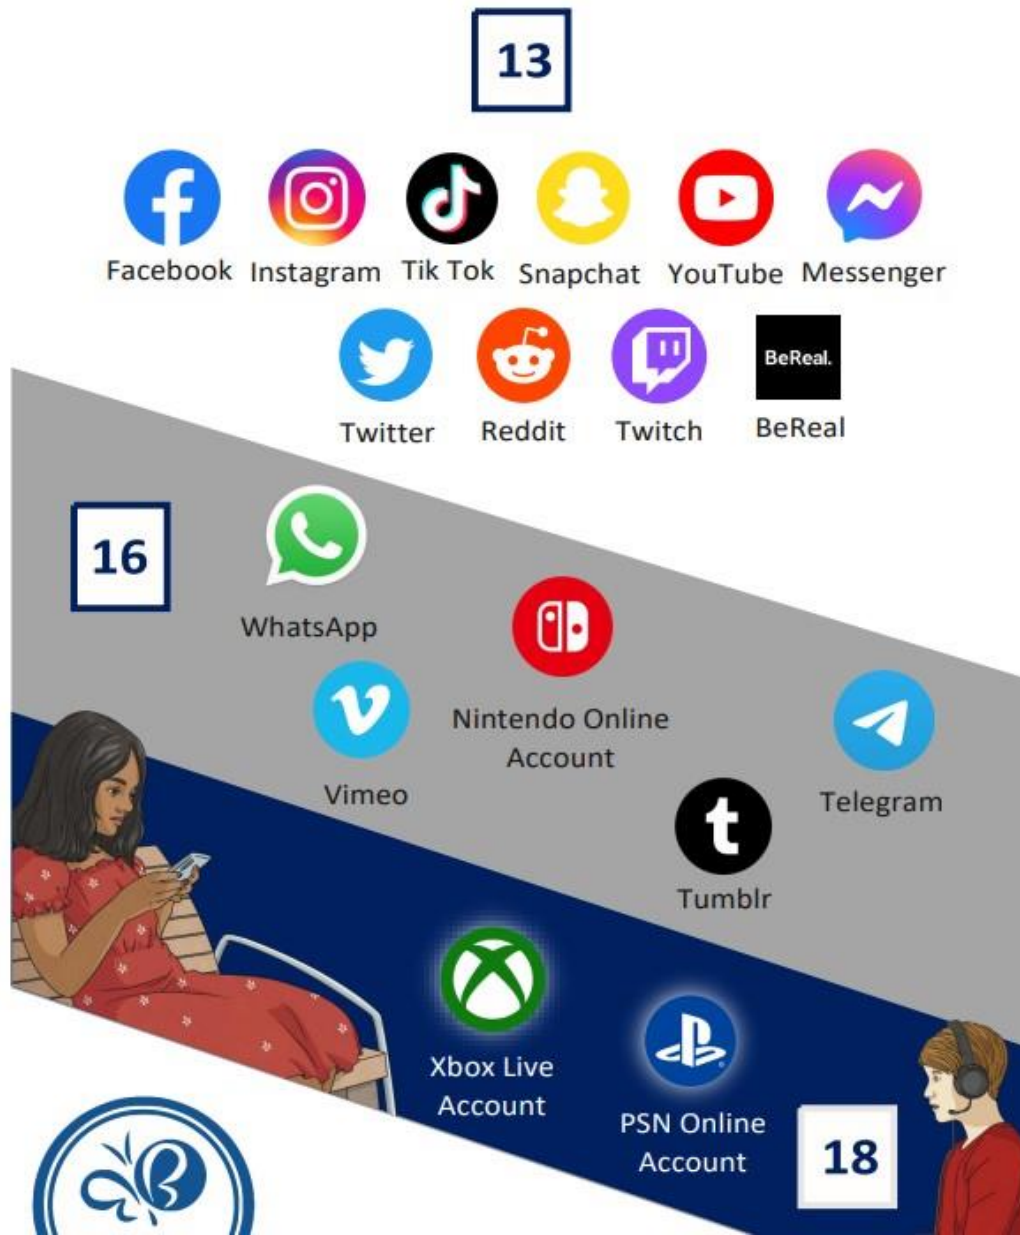 13
Facebook Instagram Tik Tok Snapchat YouTube Messenger
BeReal.
Twitter Reddit Twitch BeReal
16
WhatsApp
Nintendo Online
Account
Vimeo
Telegram
Tumblr
Xbox Live
Account
PSN Online
Account
18